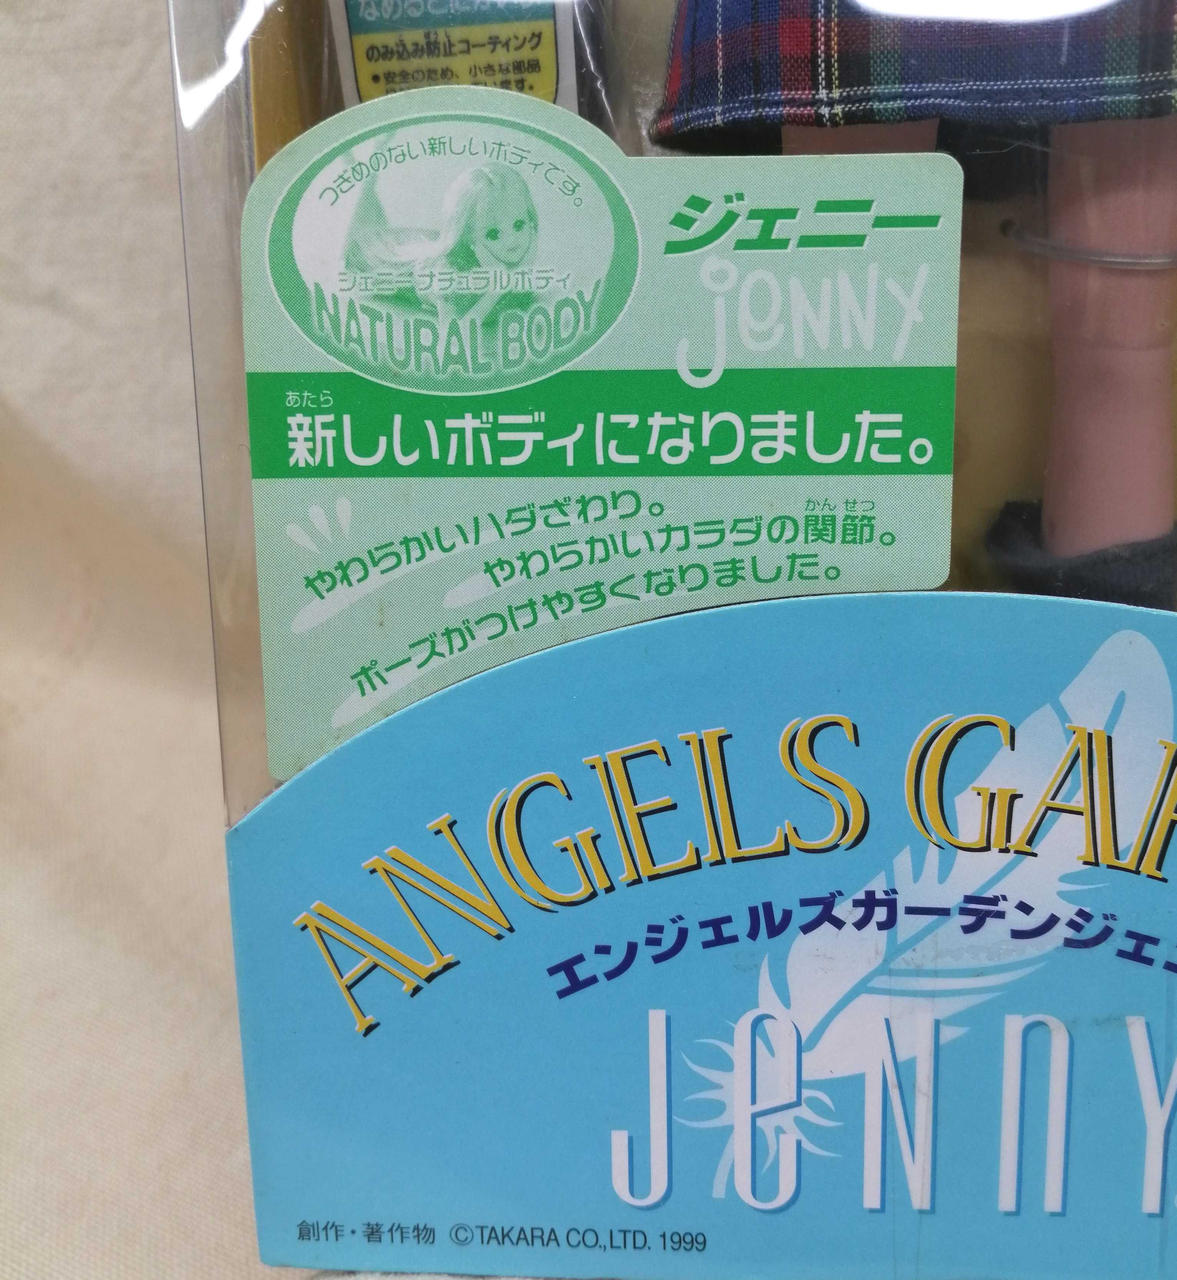 のみ込み防止コーティング
●安全のため、小さな部品
つぎめのない新しいボディです。
ジェニーナチュラルボディ
NATURAL BODY
ジェニー
jeNNy
あたら
新しいボディになりました。
やわらかいハダざわり。
かんせつ
やわらかいカラダの関節。
ポーズがつけやすくなりました。
ANGELS GAR
エンジェルズガーデンジェニ
JeNNY
創作・著作物 ©TAKARA CO.,LTD. 1999